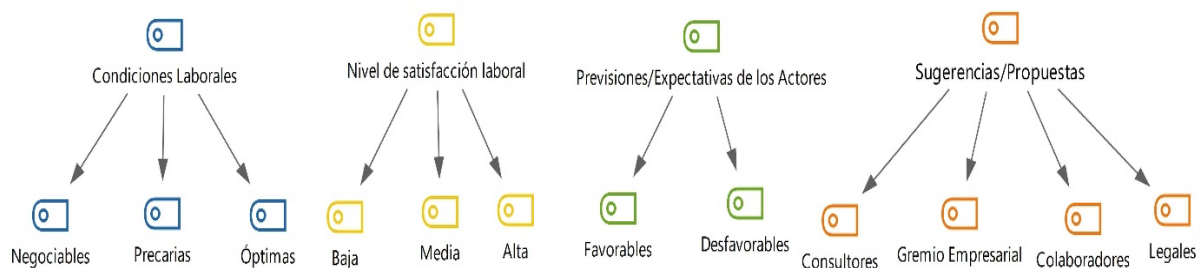 Condiciones Laborales
Nivel de satisfacción laboral
Previsiones/Expectativas de los Actores
Sugerencias/Propuestas
Negociables
Precarias
Óptimas
Baja
Media
Alta
Favorables
Desfavorables
Consultores
Gremio Empresarial
Colaboradores
Legales